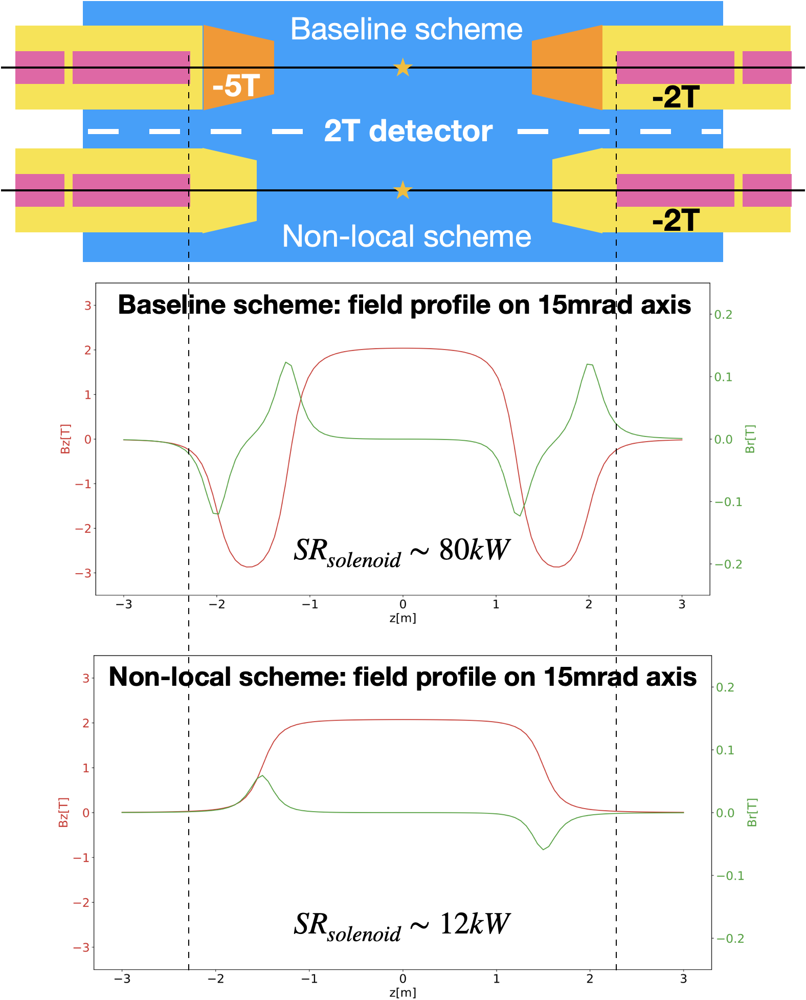 Baseline scheme
-5T
-2T
2T detector
-2T
Non-local scheme
Baseline scheme: field profile on 15mrad axis
3
2
1
0
−1
−2
−3
Bz[T]
0.2
0.1
0.0
−0.1
−0.2
Br[T]
SRsolenoid ~ 80kW
−3 −2 −1 0 1 2 3
z[m]
Non-local scheme: field profile on 15mrad axis
3
2
1
0
−1
−2
−3
Bz[T]
0.2
0.1
0.0
−0.1
−0.2
Br[T]
SRsolenoid ~ 12kW
−3 −2 −1 0 1 2 3
z[m]